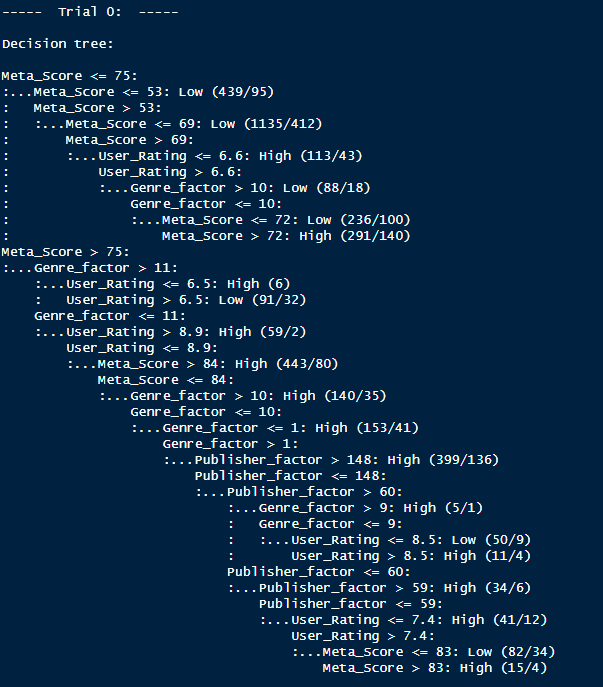 -----  Trial 0:  -----

Decision tree:

Meta_Score <= 75:
:...Meta_Score <= 53: Low (439/95)
:   Meta_Score > 53:
:   :...Meta_Score <= 69: Low (1135/412)
:       Meta_Score > 69:
:       :...User_Rating <= 6.6: High (113/43)
:           User_Rating > 6.6:
:           :...Genre_factor > 10: Low (88/18)
:               Genre_factor <= 10:
:               :...Meta_Score <= 72: Low (236/100)
:                   Meta_Score > 72: High (291/140)
Meta_Score > 75:
:...Genre_factor > 11:
    :...User_Rating <= 6.5: High (6)
    :   User_Rating > 6.5: Low (91/32)
    Genre_factor <= 11:
    :...User_Rating > 8.9: High (59/2)
        User_Rating <= 8.9:
        :...Meta_Score > 84: High (443/80)
            Meta_Score <= 84:
            :...Genre_factor > 10: High (140/35)
                Genre_factor <= 10:
                :...Genre_factor <= 1: High (153/41)
                    Genre_factor > 1:
                    :...Publisher_factor > 148: High (399/136)
                        Publisher_factor <= 148:
                        :...Publisher_factor > 60:
                            :...Genre_factor > 9: High (5/1)
                            :   Genre_factor <= 9:
                            :   :...User_Rating <= 8.5: Low (50/9)
                            :       User_Rating > 8.5: High (11/4)
                            Publisher_factor <= 60:
                            :...Publisher_factor > 59: High (34/6)
                                Publisher_factor <= 59:
                                :...User_Rating <= 7.4: High (41/12)
                                    User_Rating > 7.4:
                                    :...Meta_Score <= 83: Low (82/34)
                                        Meta_Score > 83: High (15/4)